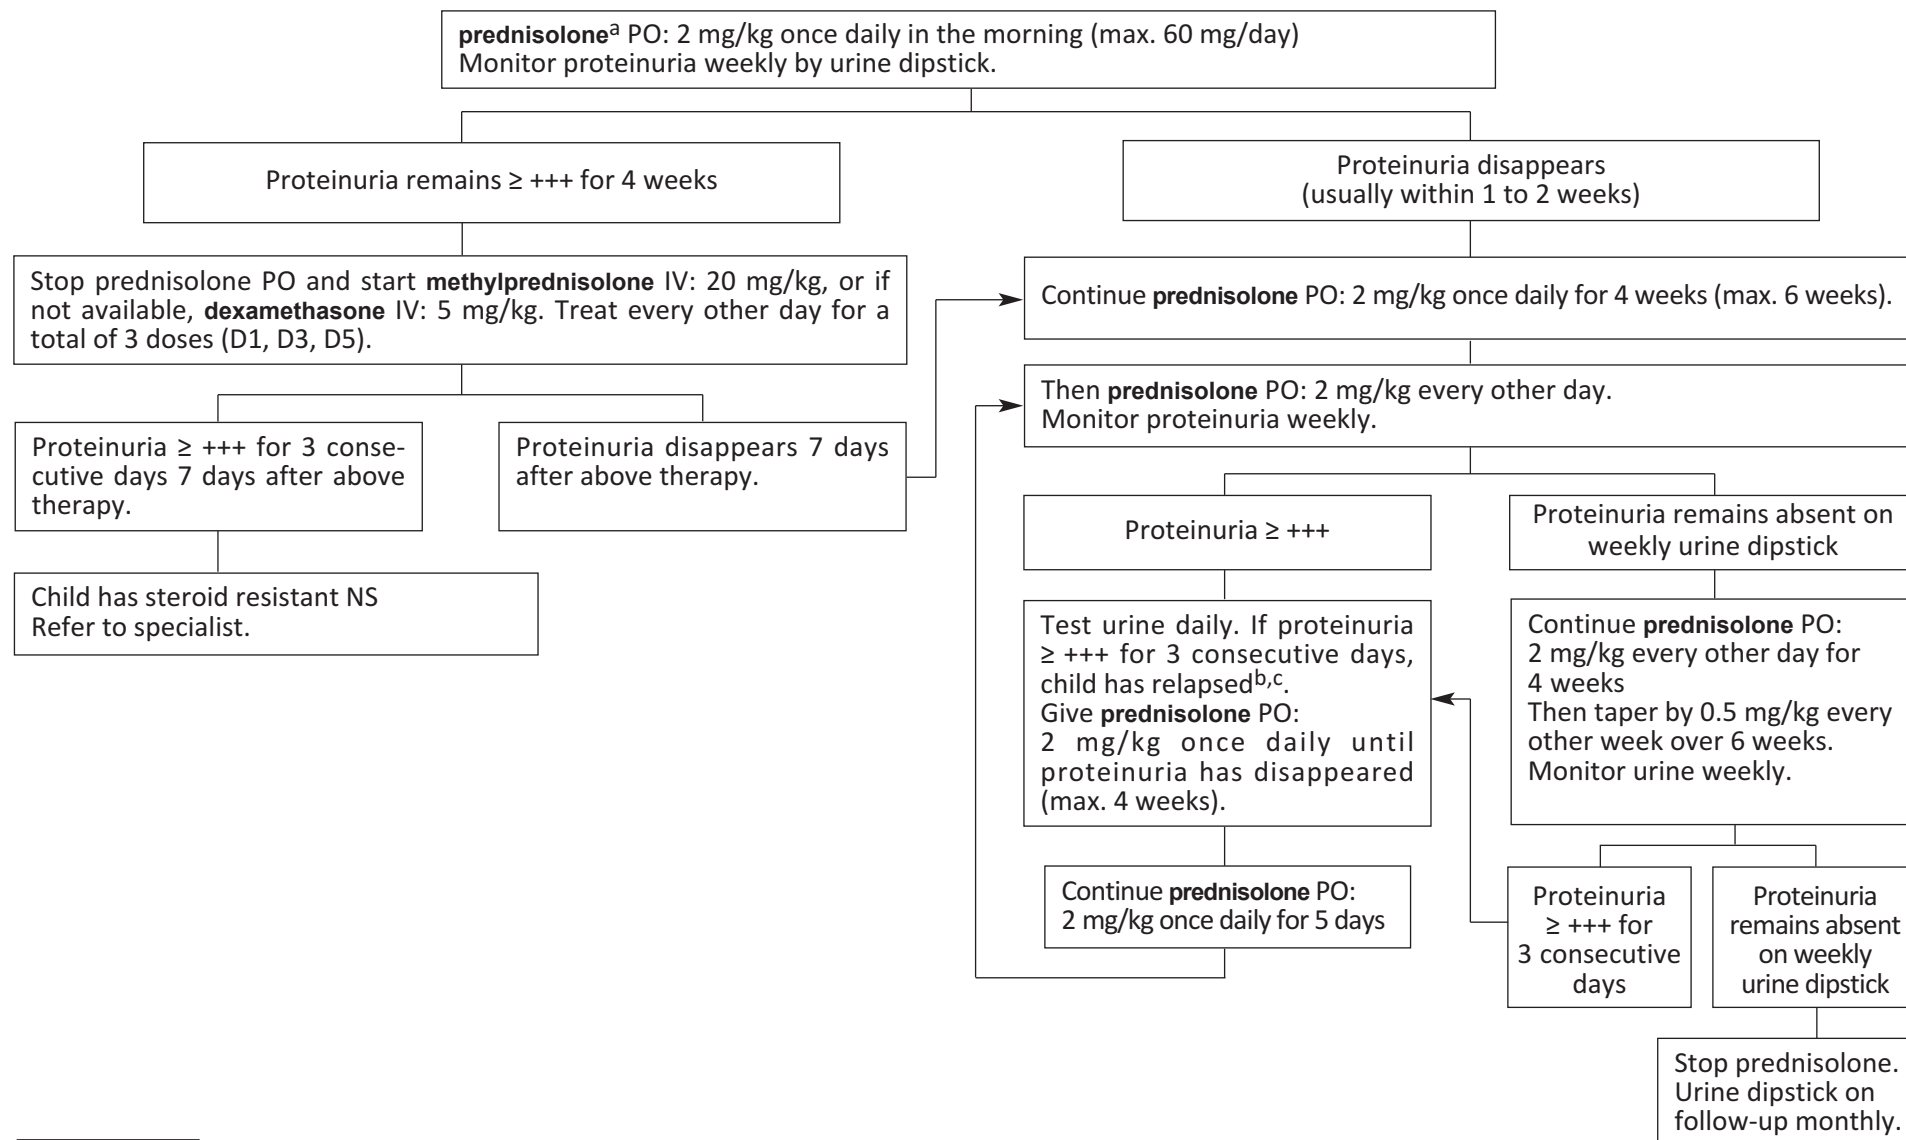 prednisoloneᵃ PO: 2 mg/kg once daily in the morning (max. 60 mg/day)
Monitor proteinuria weekly by urine dipstick.
Proteinuria remains ≥ +++ for 4 weeks
Stop prednisolone PO and start methylprednisolone IV: 20 mg/kg, or if
not available, dexamethasone IV: 5 mg/kg. Treat every other day for a
total of 3 doses (D1, D3, D5).
Proteinuria ≥ +++ for 3 conse-
cutive days 7 days after above
therapy.
Proteinuria disappears 7 days
after above therapy.
Child has steroid resistant NS
Refer to specialist.
Proteinuria disappears
(usually within 1 to 2 weeks)
Continue prednisolone PO: 2 mg/kg once daily for 4 weeks (max. 6 weeks).
Then prednisolone PO: 2 mg/kg every other day.
Monitor proteinuria weekly.
Proteinuria ≥ +++
Test urine daily. If proteinuria
≥ +++ for 3 consecutive days,
child has relapsedᵇ,ᶜ.
Give prednisolone PO:
2 mg/kg once daily until
proteinuria has disappeared
(max. 4 weeks).
Continue prednisolone PO:
2 mg/kg once daily for 5 days
Proteinuria remains absent on
weekly urine dipstick
Continue prednisolone PO:
2 mg/kg every other day for
4 weeks
Then taper by 0.5 mg/kg every
other week over 6 weeks.
Monitor urine weekly.
Proteinuria
≥ +++ for
3 consecutive
days
Proteinuria
remains absent
on weekly
urine dipstick
Stop prednisolone.
Urine dipstick on
follow-up monthly.